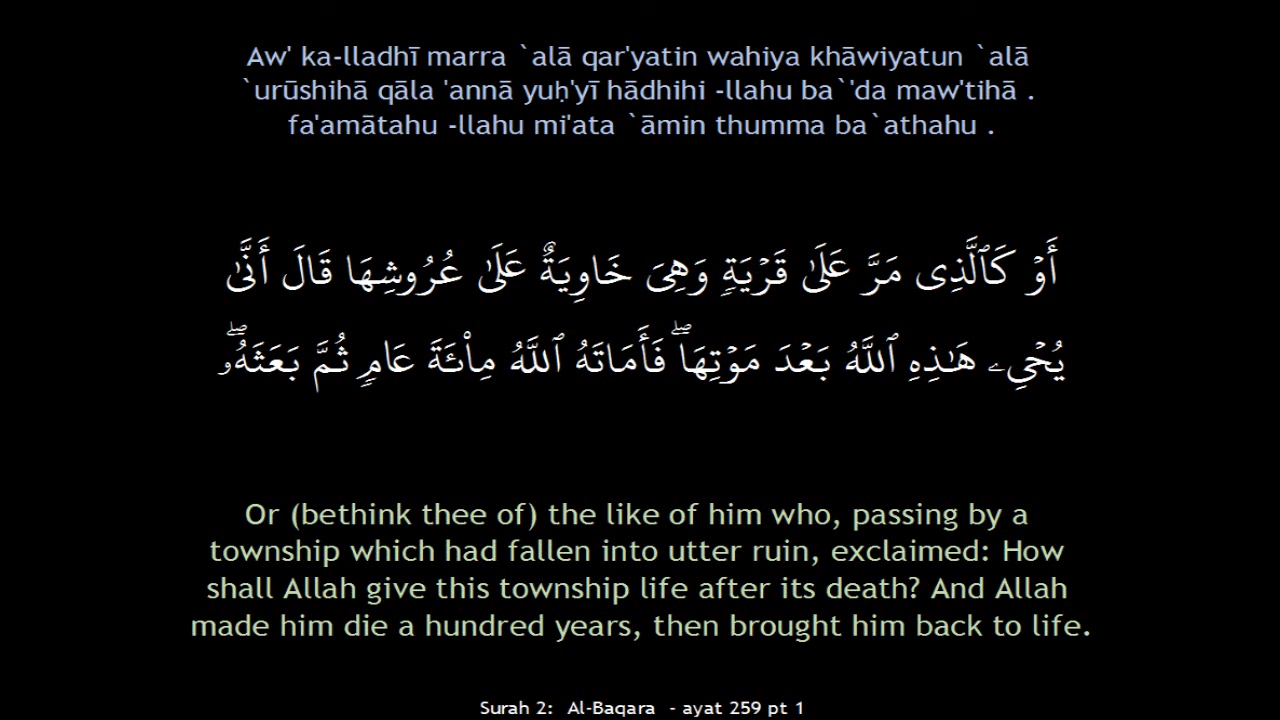 Aw' ka-lladhī marra `alā qar'yatin wahiya khāwiyatun `alā
`urūshihā qāla 'annā yuḥ'yī hādhihi -llahu ba`'da maw'tihā .
fa'amātahu -llahu mi'ata `āmin thumma ba`athahu .
أَوۡ كَٱلَّذِى مَرَّ عَلَىٰ قَرۡيَةٍ۬ وَهِىَ خَاوِيَةٌ عَلَىٰ عُرُوشِهَا قَالَ أَنَّىٰ
يُحۡىِۦ هَـٰذِهِ ٱللَّهُ بَعۡدَ مَوۡتِهَاۖ فَأَمَاتَهُ ٱللَّهُ مِاْئَةَ عَامٍ۬ ثُمَّ بَعَثَهُۥۖ
Or (bethink thee of) the like of him who, passing by a
township which had fallen into utter ruin, exclaimed: How
shall Allah give this township life after its death? And Allah
made him die a hundred years, then brought him back to life.
Surah 2:  Al-Baqara  - ayat 259 pt 1